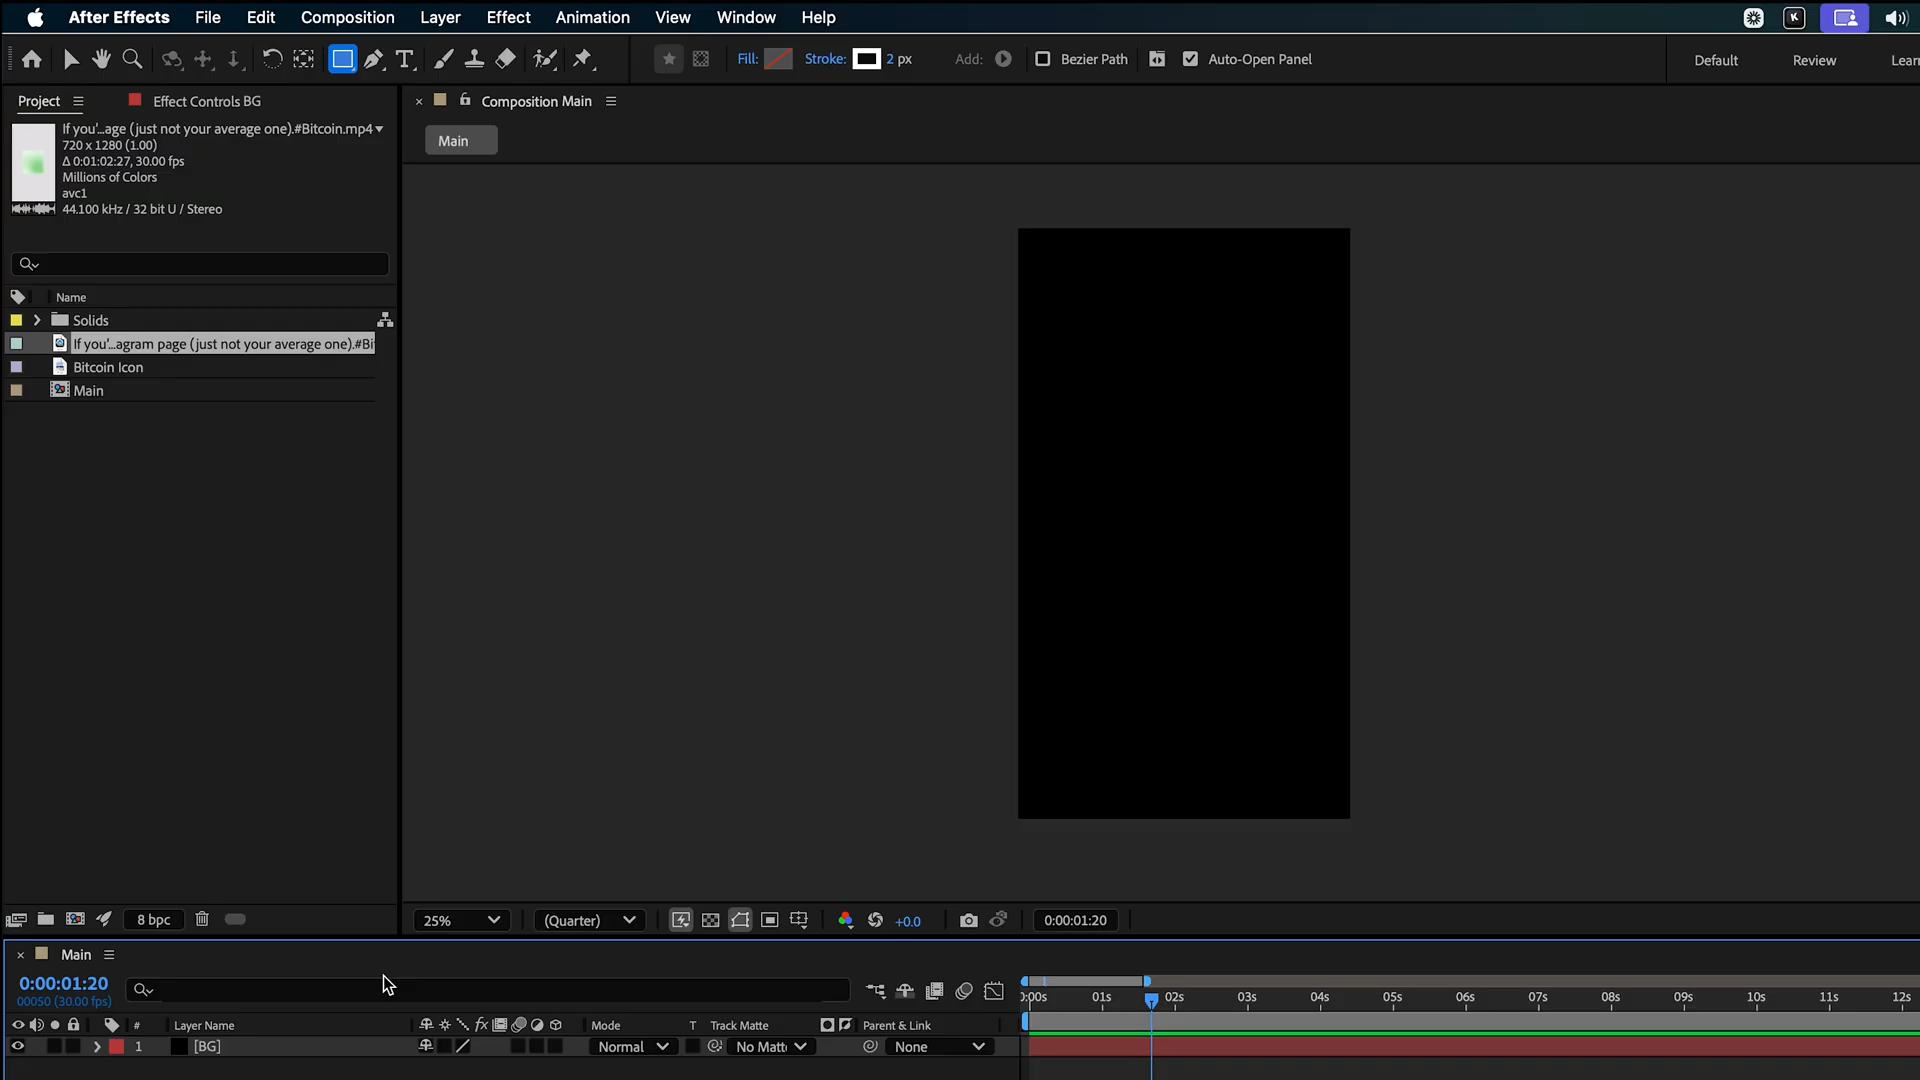 After Effects File Edit Composition Layer Effect Animation View Window Help
K
T Fill: Stroke: 2 px Add: Bezier Path Auto-Open Panel Default Review Lear
Project Effect Controls BG
Composition Main
Main
If you'...age (just not your average one).#Bitcoin.mp4
720 x 1280 (1.00)
Δ 0:01:02:27, 30.00 fps
Millions of Colors
avc1
44.100 kHz / 32 bit U / Stereo
Name
Solids
If you'...agram page (just not your average one).#Bi
Bitcoin Icon
Main
8 bpc
25% (Quarter) +0.0 0:00:01:20
Main
0:00:01:20
00050 (30.00 fps)
:00s 01s 02s 03s 04s 05s 06s 07s 08s 09s 10s 11s 12s
# Layer Name fx Mode T Track Matte Parent & Link
1 [BG] Normal No Matt None